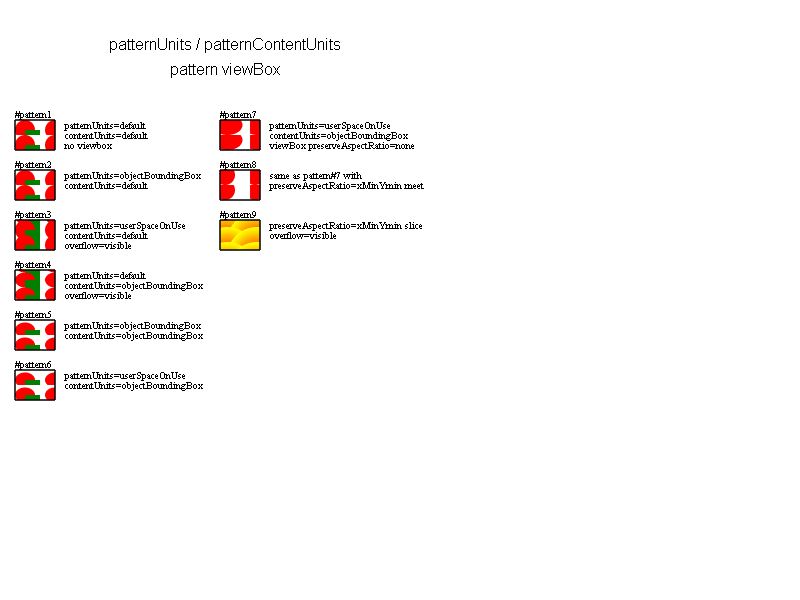 patternUnits / patternContentUnits
pattern viewBox
#pattern1
patternUnits=default
contentUnits=default
no viewbox
#pattern2
patternUnits=objectBoundingBox
contentUnits=default
#pattern3
patternUnits=userSpaceOnUse
contentUnits=default
overflow=visible
#pattern4
patternUnits=default
contentUnits=objectBoundingBox
overflow=visible
#pattern5
patternUnits=objectBoundingBox
contentUnits=objectBoundingBox
#pattern6
patternUnits=userSpaceOnUse
contentUnits=objectBoundingBox
#pattern7
patternUnits=userSpaceOnUse
contentUnits=objectBoundingBox
viewBox preserveAspectRatio=none
#pattern8
same as pattern#7 with
preserveAspectRatio=xMinYmin meet
#pattern9
preserveAspectRatio=xMinYmin slice
overflow=visible